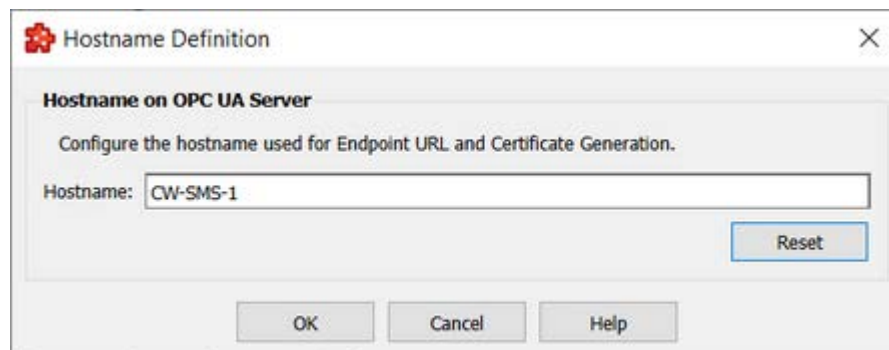 Hostname Definition
Hostname on OPC UA Server
Configure the hostname used for Endpoint URL and Certificate Generation.
Hostname: CW-SMS-1
Reset
OK Cancel Help